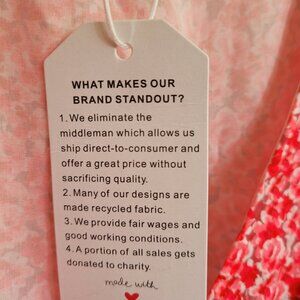 WHAT MAKES OUR
BRAND STANDOUT?
1. We eliminate the
middleman which allows us
ship direct-to-consumer and
offer a great price without
sacrificing quality.
2. Many of our designs are
made recycled fabric.
3. We provide fair wages and
good working conditions.
4. A portion of all sales gets
donated to charity.
made with